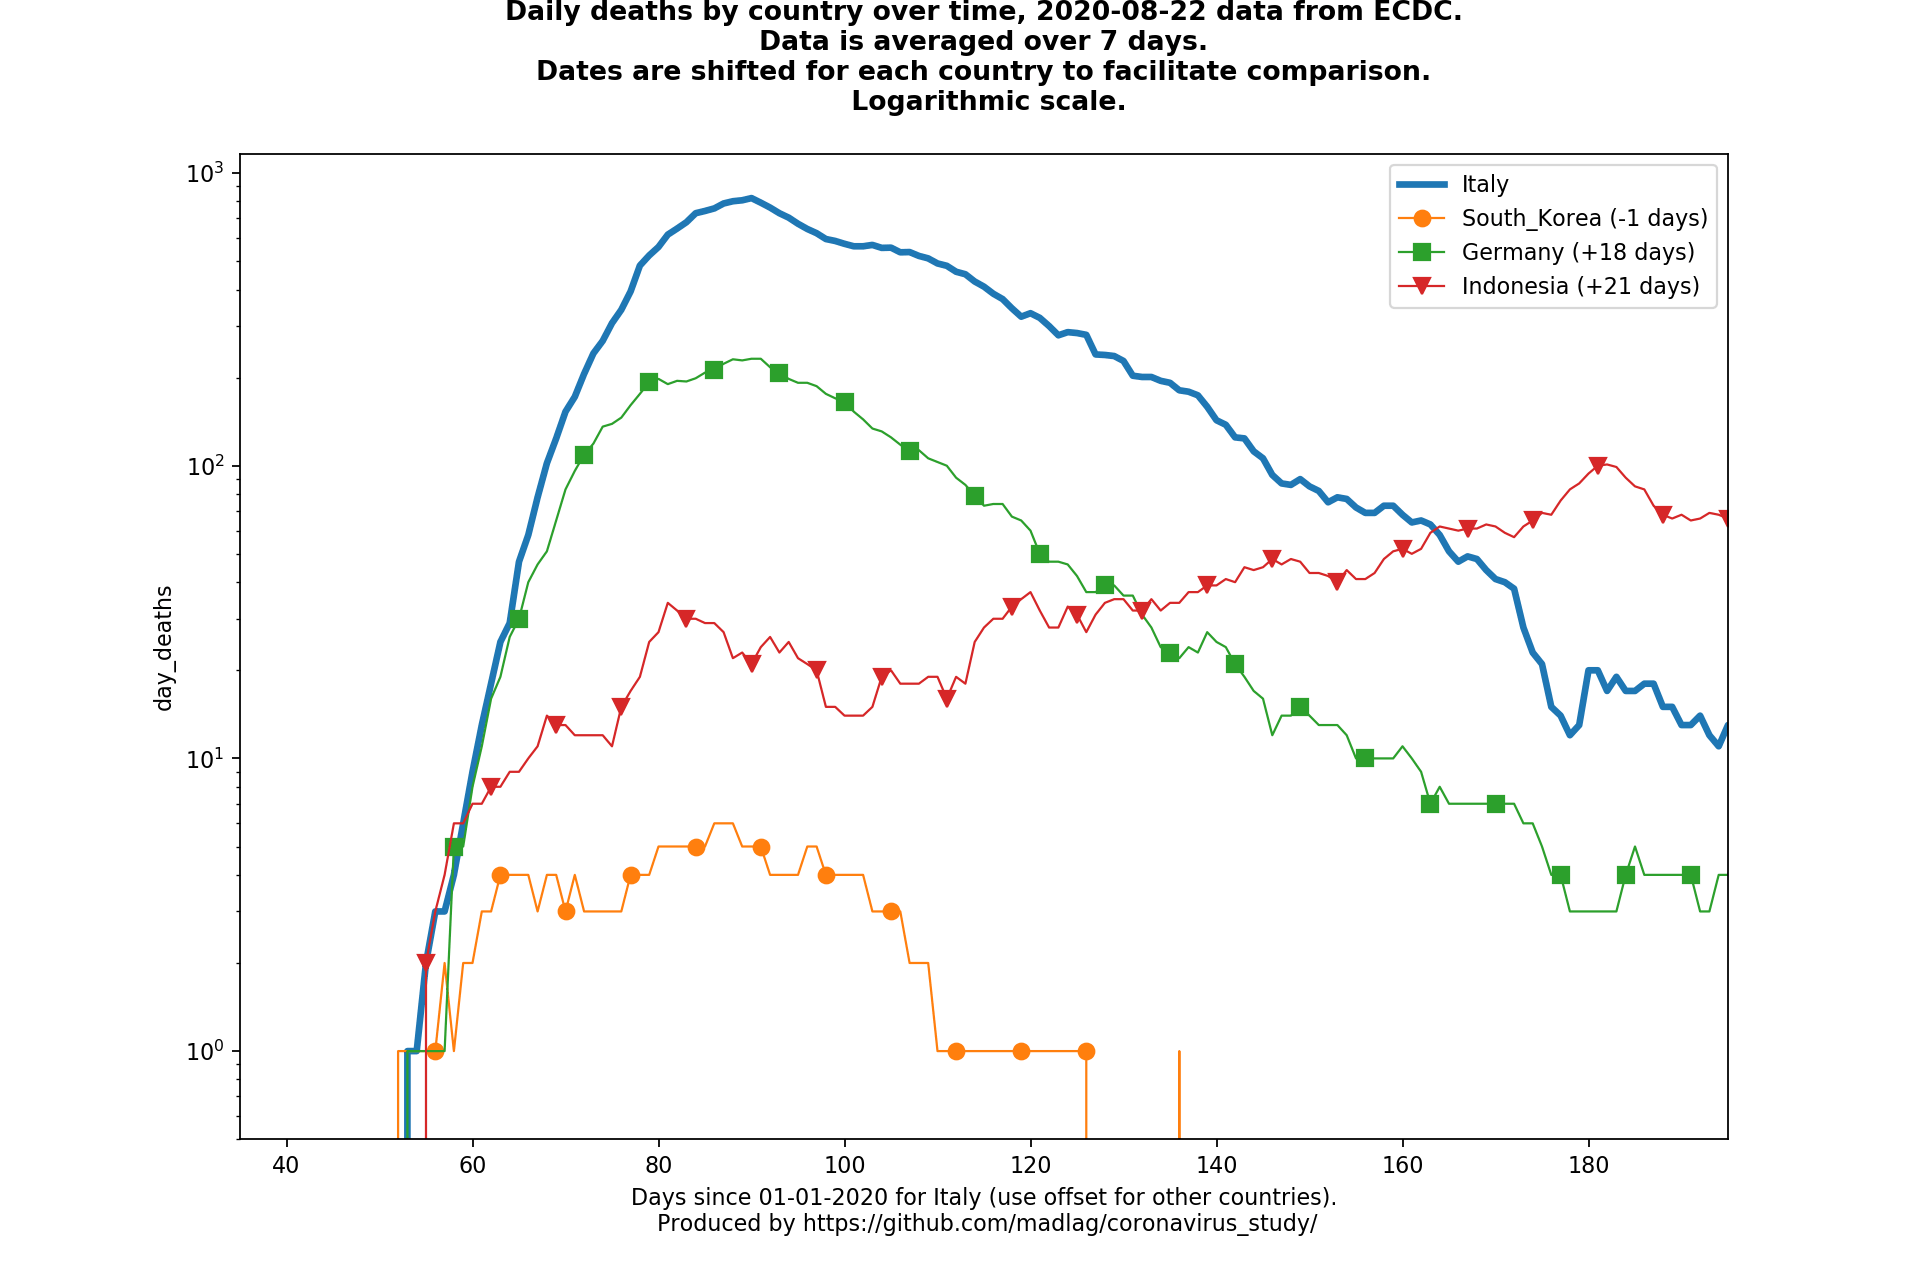 Daily deaths by country over time, 2020-08-22 data from ECDC.
Data is averaged over 7 days.
Dates are shifted for each country to facilitate comparison.
Logarithmic scale.
10³
10²
10¹
10⁰
day_deaths
Italy
South_Korea (-1 days)
Germany (+18 days)
Indonesia (+21 days)
40 60 80 100 120 140 160 180
Days since 01-01-2020 for Italy (use offset for other countries).
Produced by https://github.com/madlag/coronavirus_study/